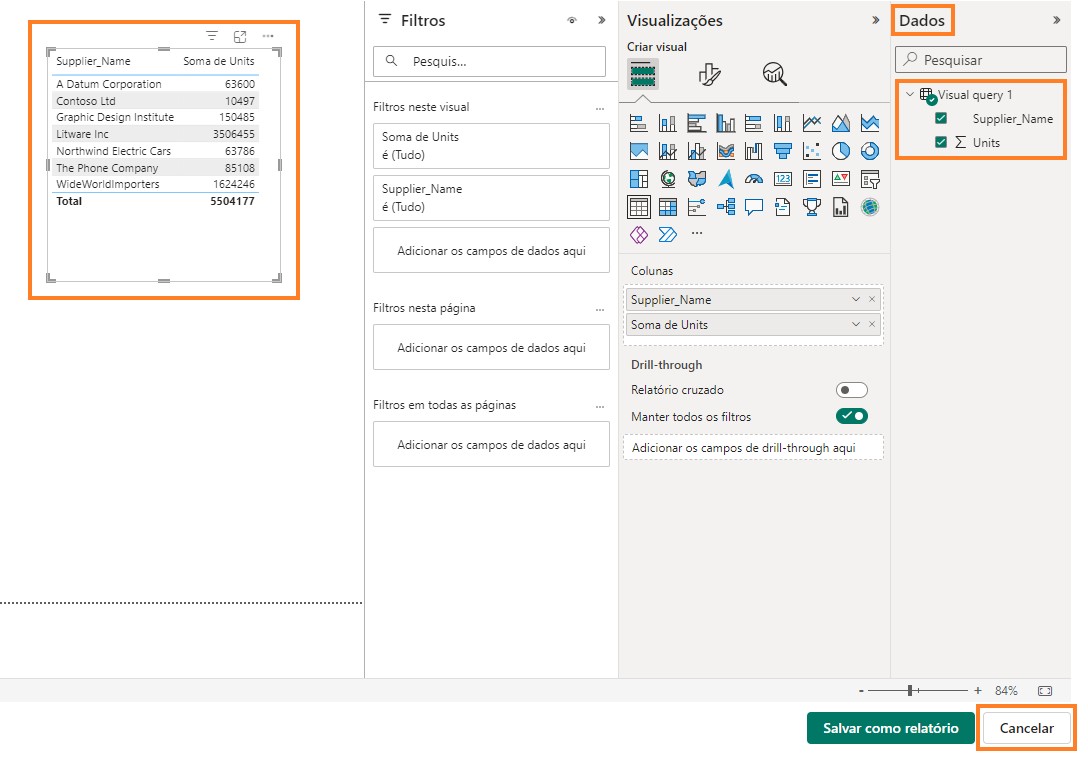 Supplier_Name Soma de Units
A Datum Corporation 63600
Contoso Ltd 10497
Graphic Design Institute 150485
Litware Inc 3506455
Northwind Electric Cars 63786
The Phone Company 85108
WideWorldImporters 1624246
Total 5504177
Filtros
Pesquis...
Filtros neste visual
Soma de Units
é (Tudo)
Supplier_Name
é (Tudo)
Adicionar os campos de dados aqui
Filtros nesta página
Adicionar os campos de dados aqui
Filtros em todas as páginas
Adicionar os campos de dados aqui
Visualizações
Criar visual
123
Colunas
Supplier_Name
Soma de Units
Drill-through
Relatório cruzado
Manter todos os filtros
Adicionar os campos de drill-through aqui
Dados
Pesquisar
Visual query 1
Supplier_Name
Units
- + 84%
Salvar como relatório Cancelar